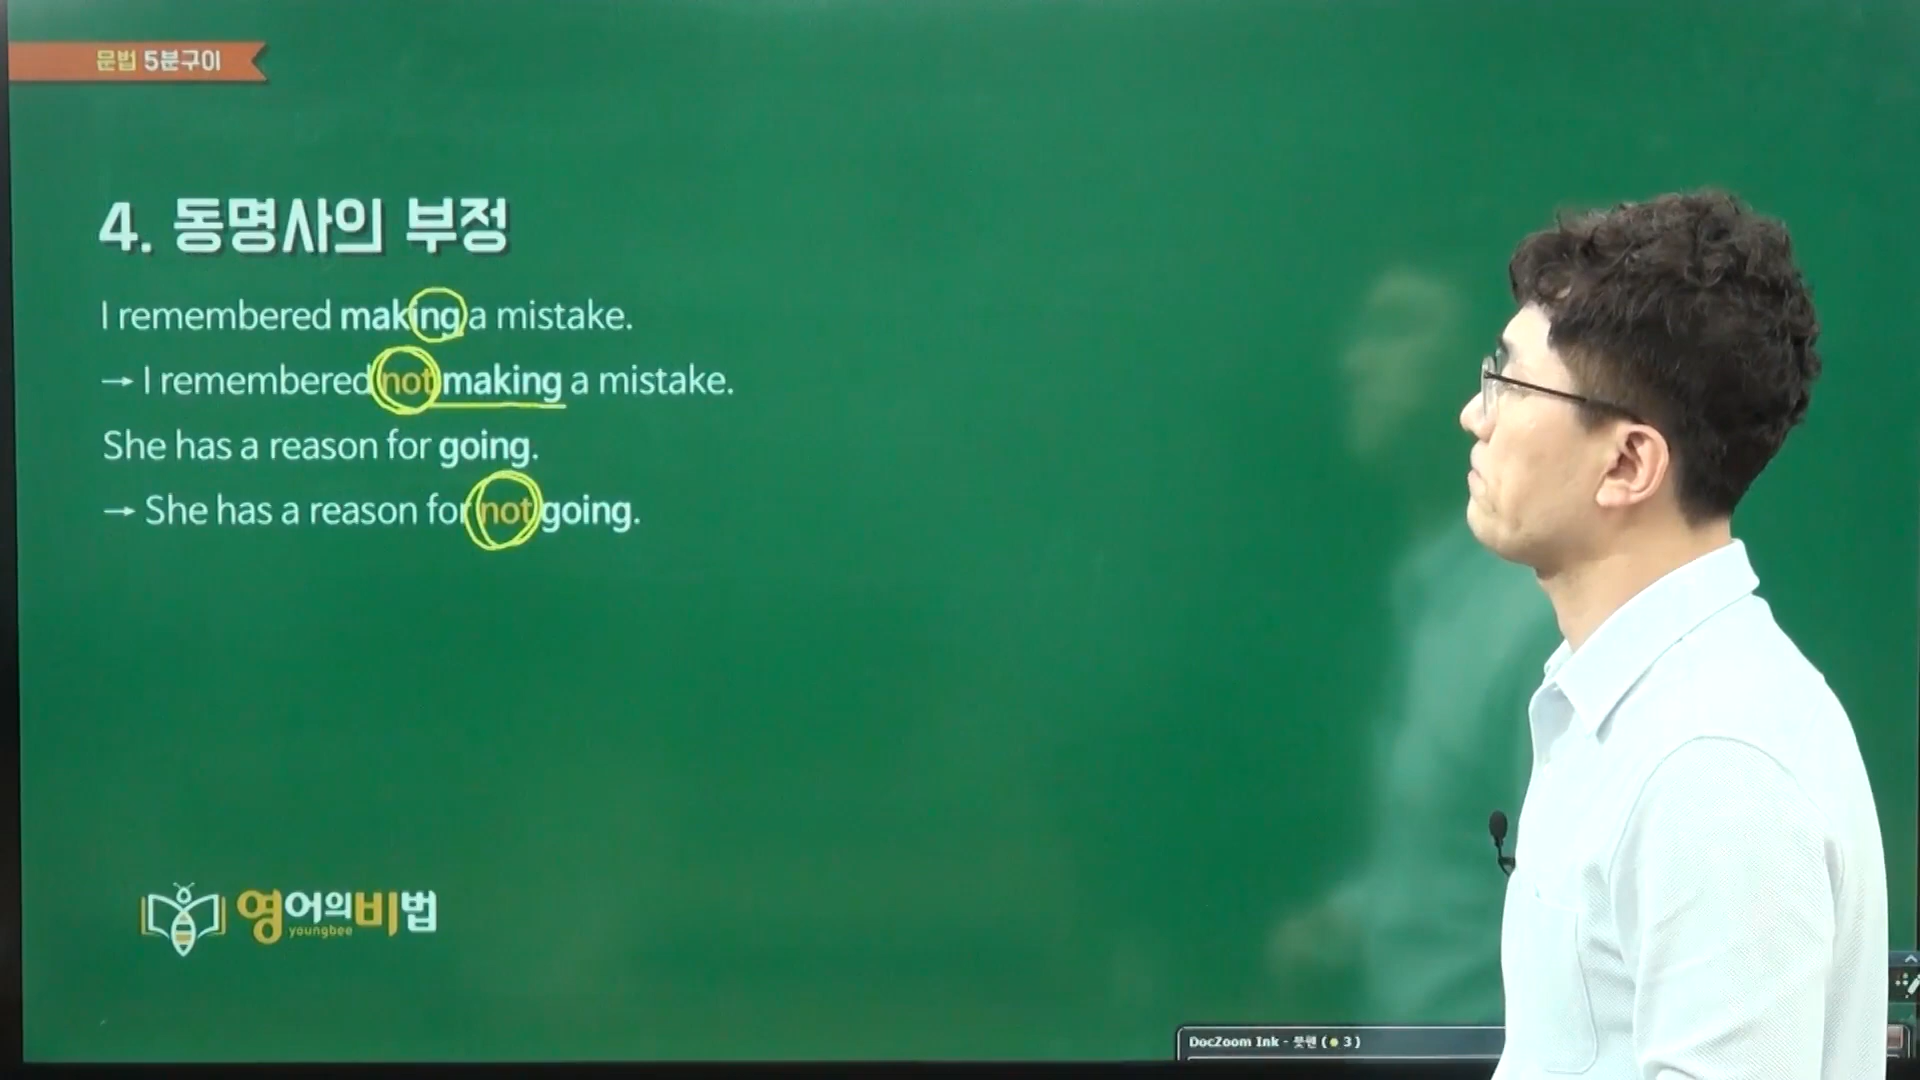 문법 5분구이
4. 동명사의 부정
I remembered making a mistake.
→ I remembered not making a mistake.
She has a reason for going.
→ She has a reason for not going.
영어의비법
youngbee
DocZoom Ink - 붓펜 ( 3 )